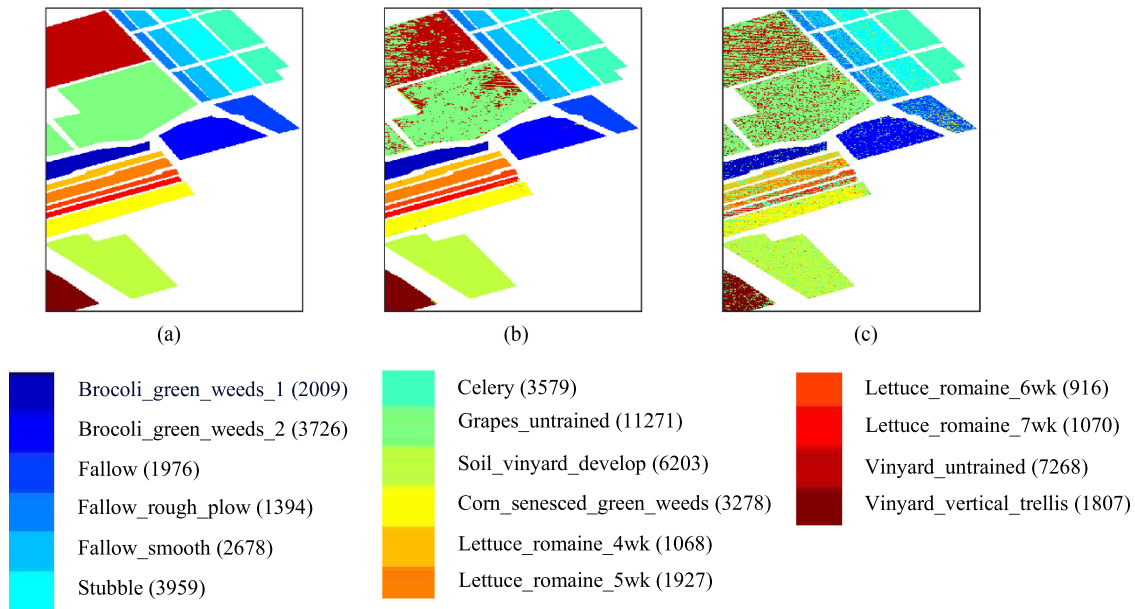 (a)
(b)
(c)
Brocoli_green_weeds_1 (2009)
Brocoli_green_weeds_2 (3726)
Fallow (1976)
Fallow_rough_plow (1394)
Fallow_smooth (2678)
Stubble (3959)
Celery (3579)
Grapes_untrained (11271)
Soil_vinyard_develop (6203)
Corn_senesced_green_weeds (3278)
Lettuce_romaine_4wk (1068)
Lettuce_romaine_5wk (1927)
Lettuce_romaine_6wk (916)
Lettuce_romaine_7wk (1070)
Vinyard_untrained (7268)
Vinyard_vertical_trellis (1807)